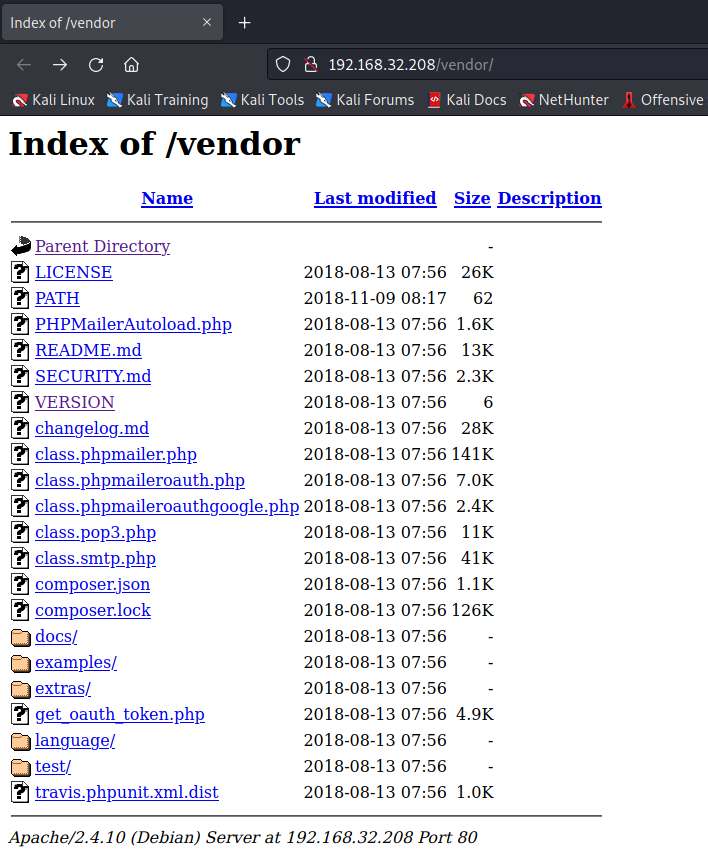 Index of /vendor
192.168.32.208/vendor/
Kali Linux Kali Training Kali Tools Kali Forums Kali Docs NetHunter Offensive
Index of /vendor
Name Last modified Size Description
Parent Directory -
LICENSE 2018-08-13 07:56 26K
PATH 2018-11-09 08:17 62
PHPMailerAutoload.php 2018-08-13 07:56 1.6K
README.md 2018-08-13 07:56 13K
SECURITY.md 2018-08-13 07:56 2.3K
VERSION 2018-08-13 07:56 6
changelog.md 2018-08-13 07:56 28K
class.phpmailer.php 2018-08-13 07:56 141K
class.phpmaileroauth.php 2018-08-13 07:56 7.0K
class.phpmaileroauthgoogle.php 2018-08-13 07:56 2.4K
class.pop3.php 2018-08-13 07:56 11K
class.smtp.php 2018-08-13 07:56 41K
composer.json 2018-08-13 07:56 1.1K
composer.lock 2018-08-13 07:56 126K
docs/ 2018-08-13 07:56 -
examples/ 2018-08-13 07:56 -
extras/ 2018-08-13 07:56 -
get_oauth_token.php 2018-08-13 07:56 4.9K
language/ 2018-08-13 07:56 -
test/ 2018-08-13 07:56 -
travis.phpunit.xml.dist 2018-08-13 07:56 1.0K
Apache/2.4.10 (Debian) Server at 192.168.32.208 Port 80